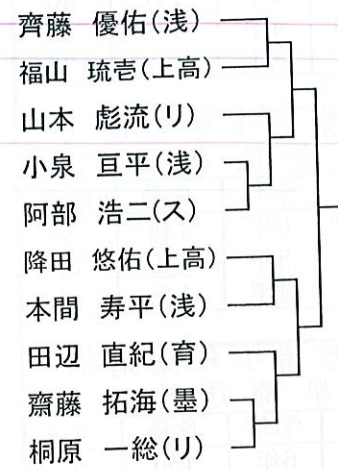 齊藤 優佑(浅)
福山 琉壱(上高)
山本 彪流(リ)
小泉 亘平(浅)
阿部 浩二(ス)
降田 悠佑(上高)
本間 寿平(浅)
田辺 直紀(育)
齋藤 拓海(墨)
桐原 一総(リ)